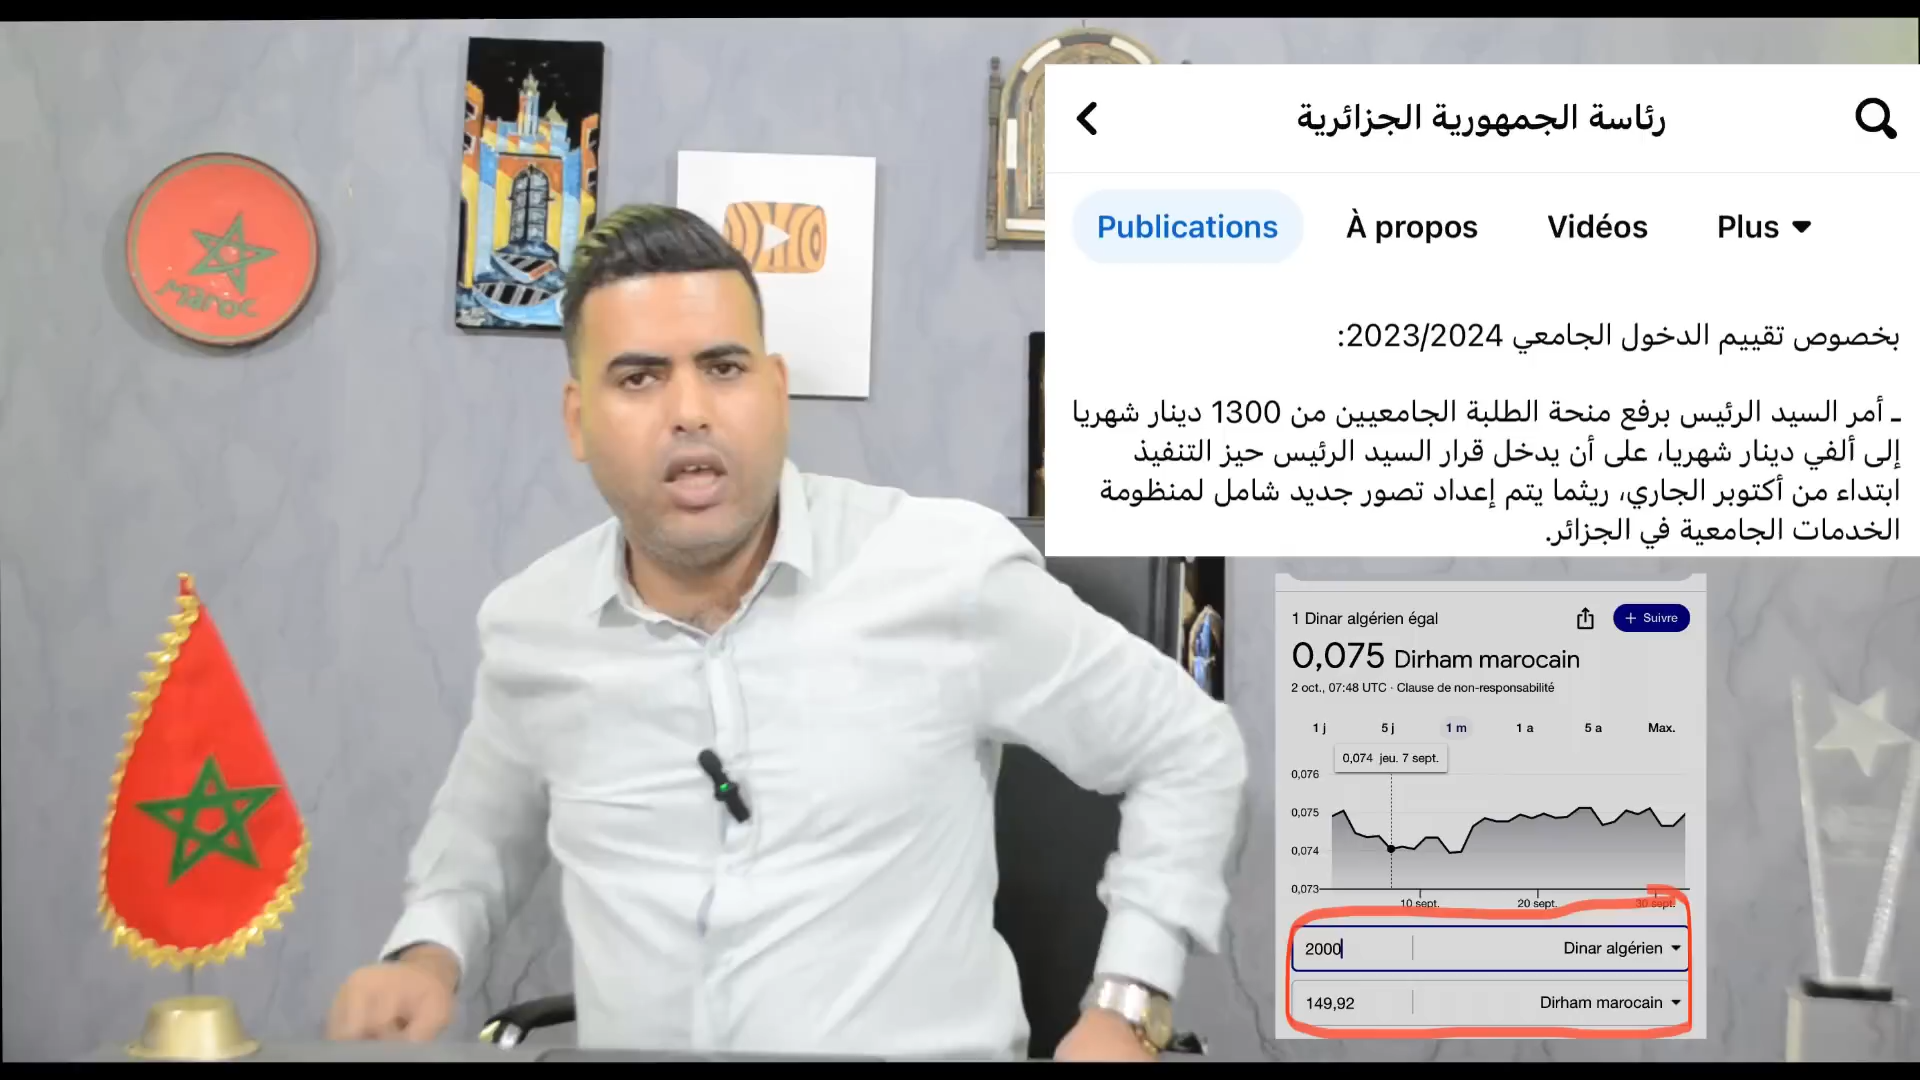 Maroc
رئاسة الجمهورية الجزائرية
Publications À propos Vidéos Plus
بخصوص تقييم الدخول الجامعي 2023/2024:
ـ أمر السيد الرئيس برفع منحة الطلبة الجامعيين من 1300 دينار شهريا
إلى ألفي دينار شهريا، على أن يدخل قرار السيد الرئيس حيز التنفيذ
ابتداء من أكتوبر الجاري، ريثما يتم إعداد تصور جديد شامل لمنظومة
الخدمات الجامعية في الجزائر.
1 Dinar algérien égal
+ Suivre
0,075 Dirham marocain
2 oct., 07:48 UTC · Clause de non-responsabilité
1 j 5 j 1 m 1 a 5 a Max.
0,074 jeu. 7 sept.
0,076
0,075
0,074
0,073
10 sept. 20 sept. 30 sept.
2000 Dinar algérien
149,92 Dirham marocain